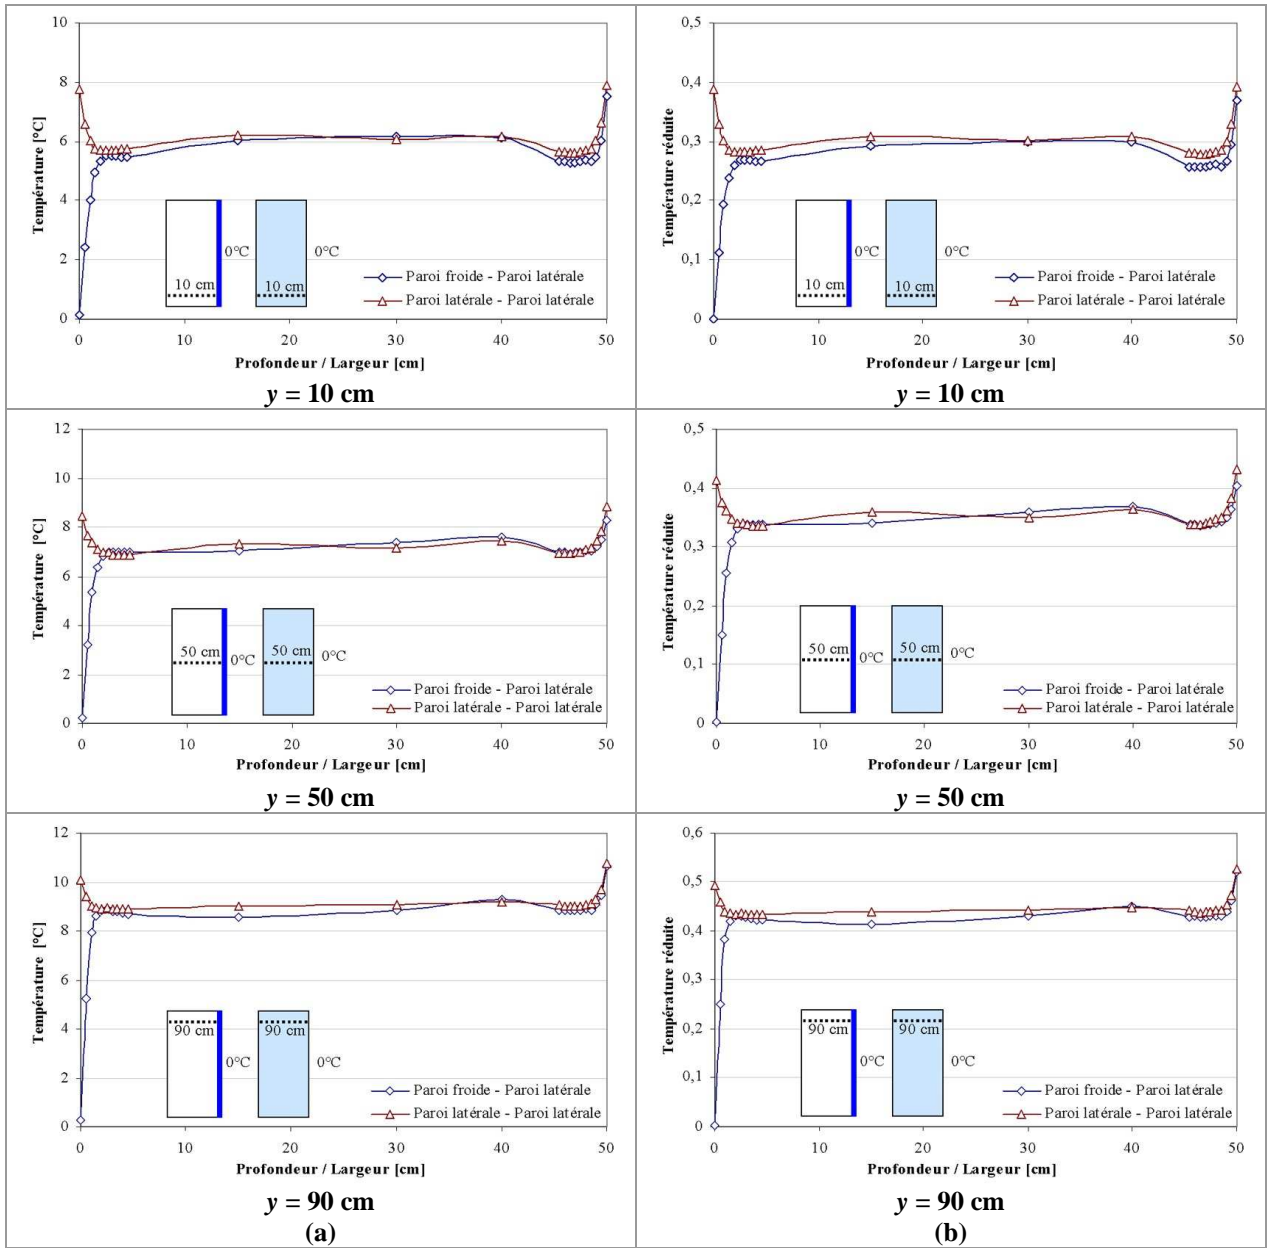 10
8
6
4
2
0
Température [°C]
0
10
20
30
40
50
Profondeur / Largeur [cm]
10 cm
0°C
10 cm
0°C
Paroi froide - Paroi latérale
Paroi latérale - Paroi latérale
y = 10 cm
0,5
0,4
0,3
0,2
0,1
0
Température réduite
0
10
20
30
40
50
Profondeur / Largeur [cm]
10 cm
0°C
10 cm
0°C
Paroi froide - Paroi latérale
Paroi latérale - Paroi latérale
y = 10 cm
12
10
8
6
4
2
0
Température [°C]
0
10
20
30
40
50
Profondeur / Largeur [cm]
50 cm
0°C
50 cm
0°C
Paroi froide - Paroi latérale
Paroi latérale - Paroi latérale
y = 50 cm
0,5
0,4
0,3
0,2
0,1
0
Température réduite
0
10
20
30
40
50
Profondeur / Largeur [cm]
50 cm
0°C
50 cm
0°C
Paroi froide - Paroi latérale
Paroi latérale - Paroi latérale
y = 50 cm
12
10
8
6
4
2
0
Température [°C]
0
10
20
30
40
50
Profondeur / Largeur [cm]
90 cm
0°C
90 cm
0°C
Paroi froide - Paroi latérale
Paroi latérale - Paroi latérale
y = 90 cm
(a)
0,6
0,5
0,4
0,3
0,2
0,1
0
Température réduite
0
10
20
30
40
50
Profondeur / Largeur [cm]
90 cm
0°C
90 cm
0°C
Paroi froide - Paroi latérale
Paroi latérale - Paroi latérale
y = 90 cm
(b)